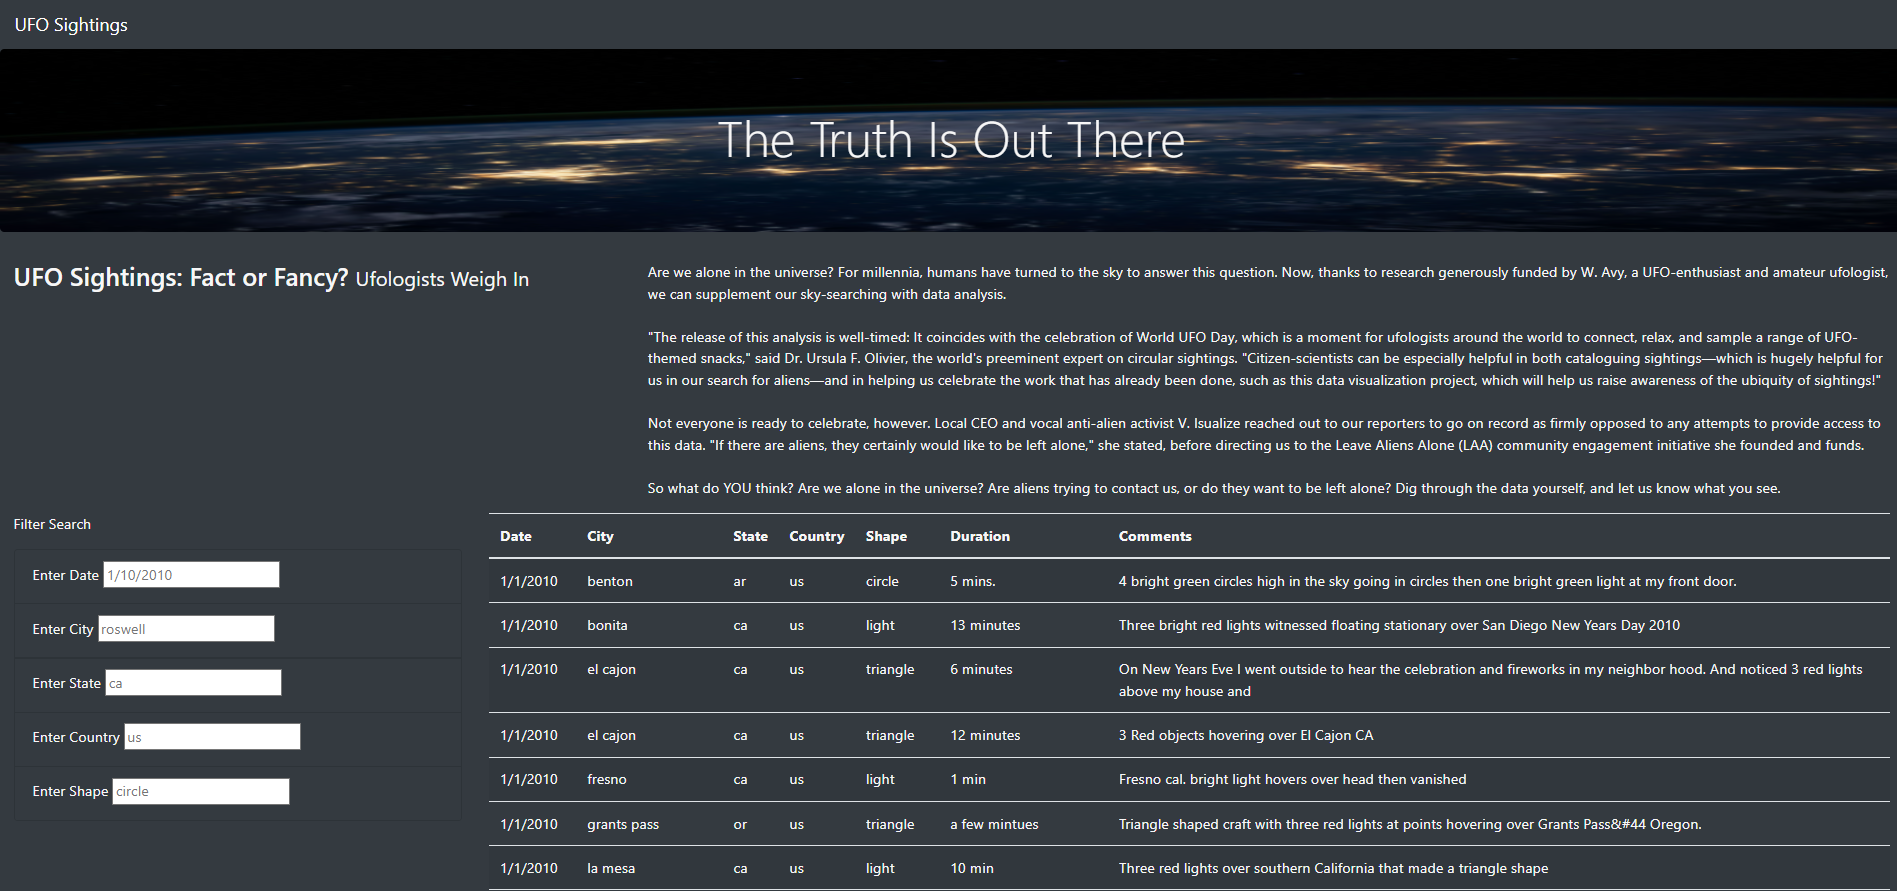 UFO Sightings
The Truth Is Out There
UFO Sightings: Fact or Fancy? Ufologists Weigh In
Are we alone in the universe? For millennia, humans have turned to the sky to answer this question. Now, thanks to research generously funded by W. Avy, a UFO-enthusiast and amateur ufologist,
we can supplement our sky-searching with data analysis.
"The release of this analysis is well-timed: It coincides with the celebration of World UFO Day, which is a moment for ufologists around the world to connect, relax, and sample a range of UFO-
themed snacks," said Dr. Ursula F. Olivier, the world's preeminent expert on circular sightings. "Citizen-scientists can be especially helpful in both cataloguing sightings—which is hugely helpful for
us in our search for aliens—and in helping us celebrate the work that has already been done, such as this data visualization project, which will help us raise awareness of the ubiquity of sightings!"
Not everyone is ready to celebrate, however. Local CEO and vocal anti-alien activist V. Isualize reached out to our reporters to go on record as firmly opposed to any attempts to provide access to
this data. "If there are aliens, they certainly would like to be left alone," she stated, before directing us to the Leave Aliens Alone (LAA) community engagement initiative she founded and funds.
So what do YOU think? Are we alone in the universe? Are aliens trying to contact us, or do they want to be left alone? Dig through the data yourself, and let us know what you see.
Filter Search
Enter Date 1/10/2010
Enter City roswell
Enter State ca
Enter Country us
Enter Shape circle
Date City State Country Shape Duration Comments
1/1/2010 benton ar us circle 5 mins. 4 bright green circles high in the sky going in circles then one bright green light at my front door.
1/1/2010 bonita ca us light 13 minutes Three bright red lights witnessed floating stationary over San Diego New Years Day 2010
1/1/2010 el cajon ca us triangle 6 minutes On New Years Eve I went outside to hear the celebration and fireworks in my neighbor hood. And noticed 3 red lights
above my house and
1/1/2010 el cajon ca us triangle 12 minutes 3 Red objects hovering over El Cajon CA
1/1/2010 fresno ca us light 1 min Fresno cal. bright light hovers over head then vanished
1/1/2010 grants pass or us triangle a few mintues Triangle shaped craft with three red lights at points hovering over Grants Pass&#44 Oregon.
1/1/2010 la mesa ca us light 10 min Three red lights over southern California that made a triangle shape